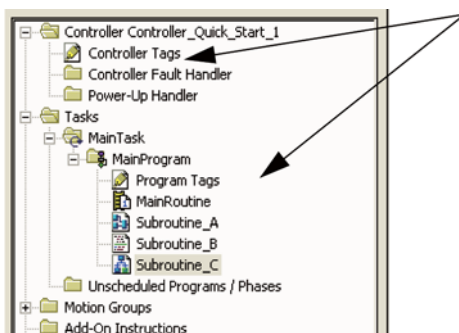 Controller Controller_Quick_Start_1
Controller Tags
Controller Fault Handler
Power-Up Handler
Tasks
MainTask
MainProgram
Program Tags
MainRoutine
Subroutine_A
Subroutine_B
Subroutine_C
Unscheduled Programs / Phases
Motion Groups
Add-On Instructions